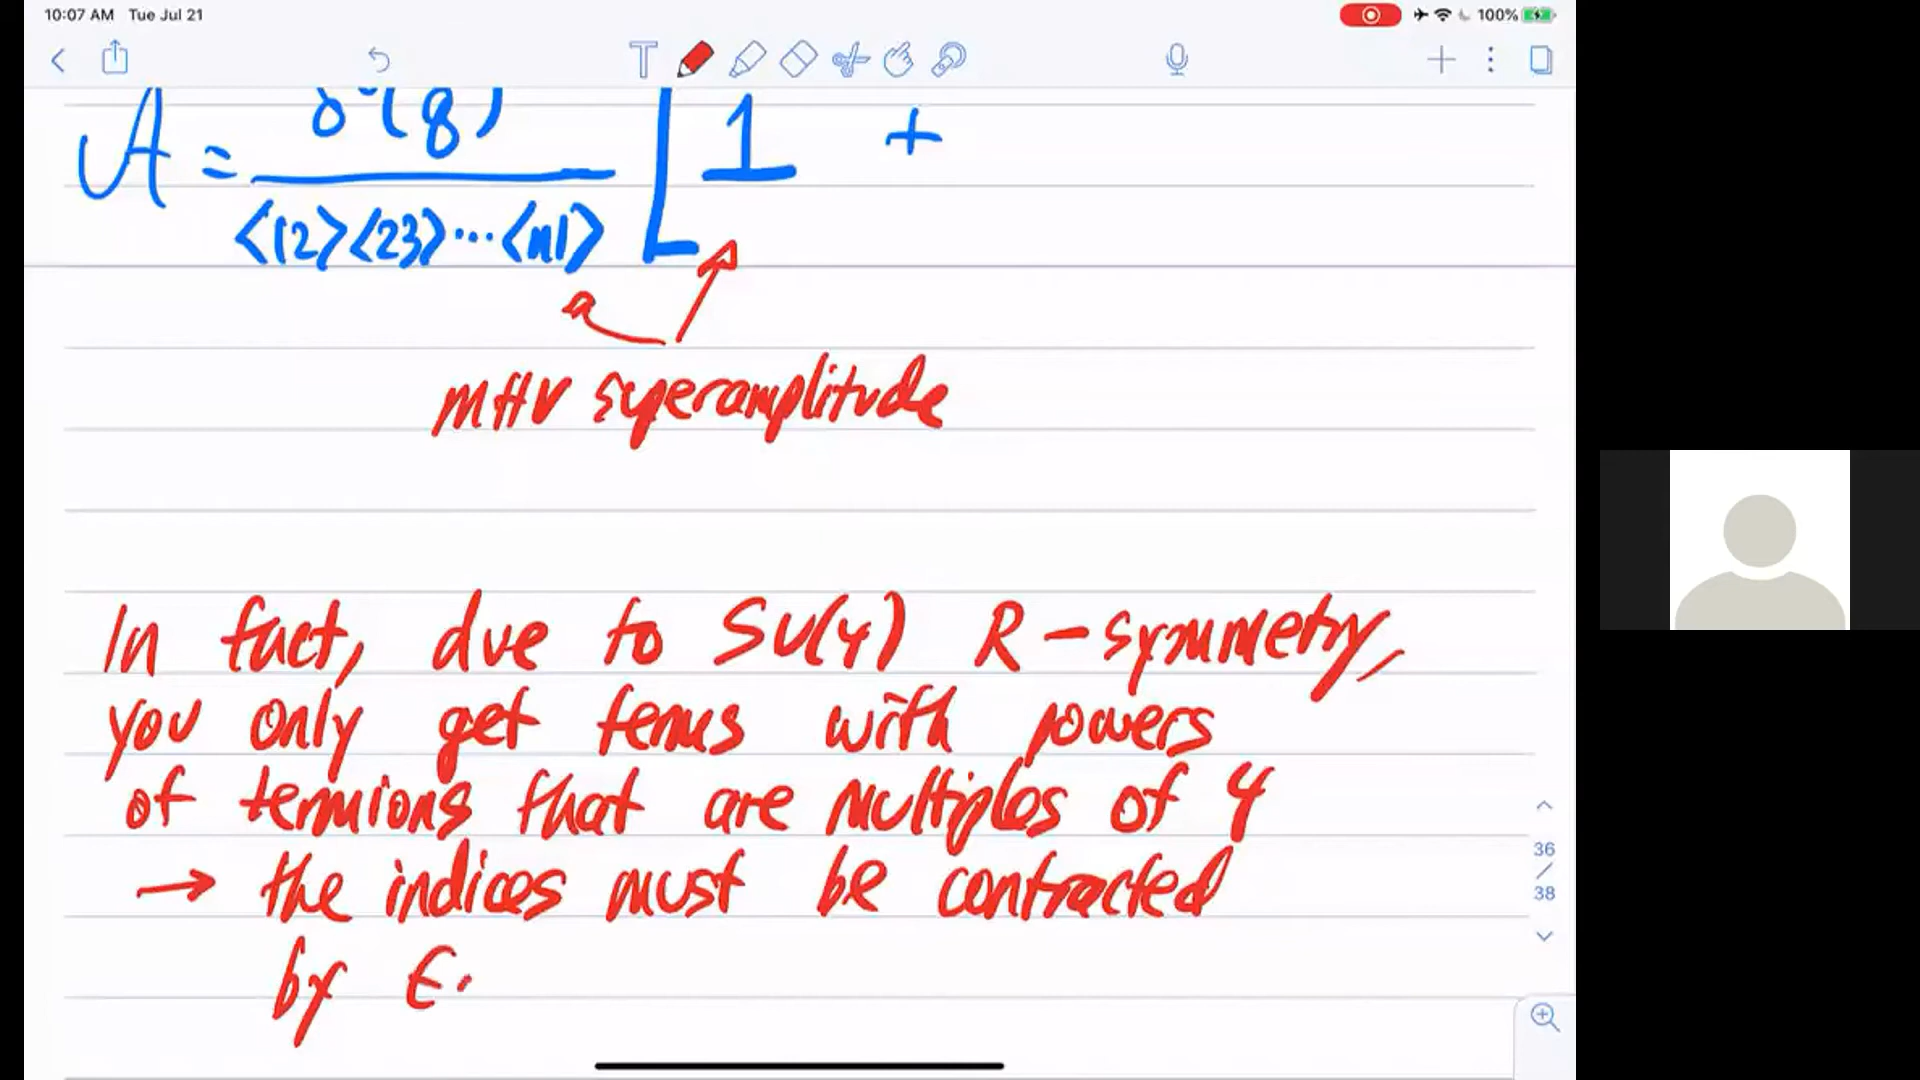 10:07 AM Tue Jul 21
100%
T
A = δ⁸(q) / <12><23>...<n1> [ 1 +
MHV superamplitude
In fact, due to SU(4) R-symmetry,
you only get terms with powers
of fermions that are multiples of 4
→ the indices must be contracted
by ε.
36
/
38